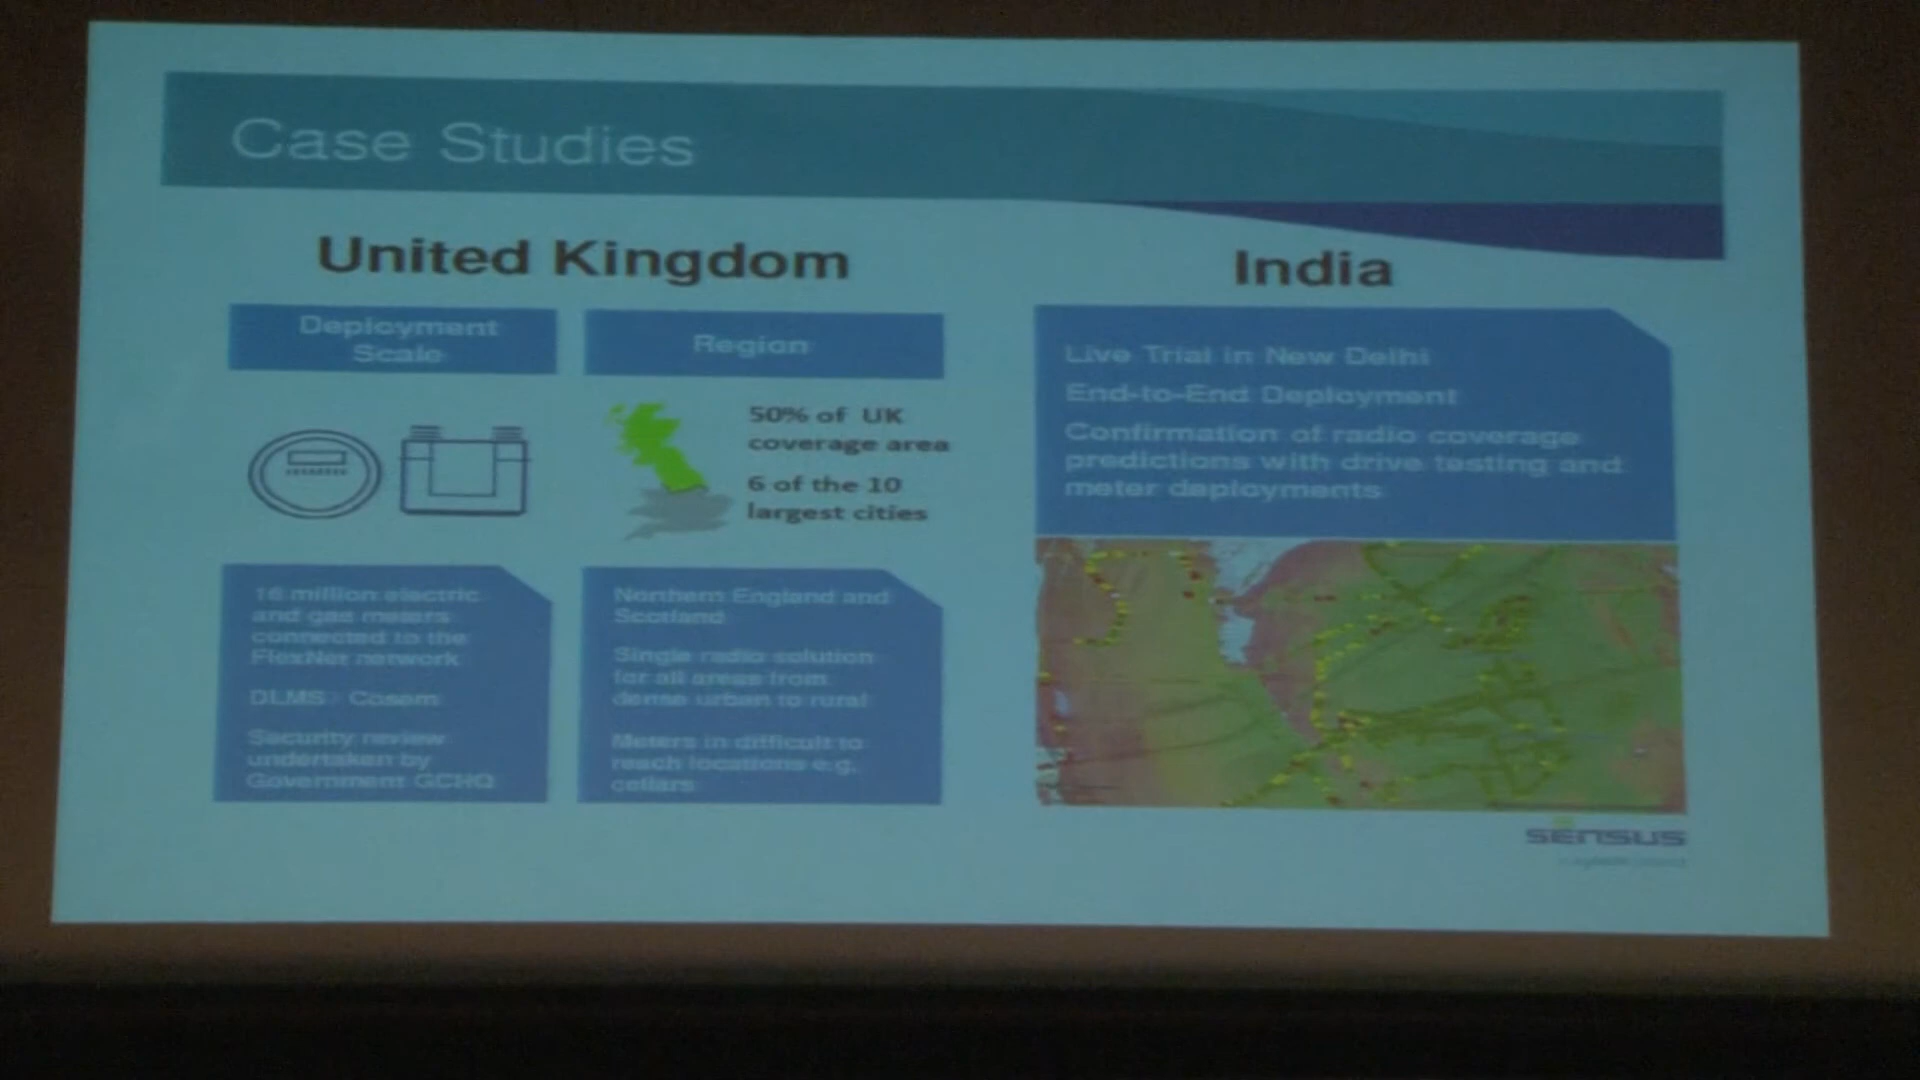 Case Studies
United Kingdom
Deployment
Scale
Region
50% of UK
coverage area
6 of the 10
largest cities
16 million electric
and gas meters
connected to the
FlexNet network
DLMS - Cosem
Security review
undertaken by
Government GCHQ
Northern England and
Scotland
Single radio solution
for all areas from
dense urban to rural
Meters in difficult to
reach locations e.g.
cellars
India
Live Trial in New Delhi
End-to-End Deployment
Confirmation of radio coverage
predictions with drive testing and
meter deployments
SENSUS